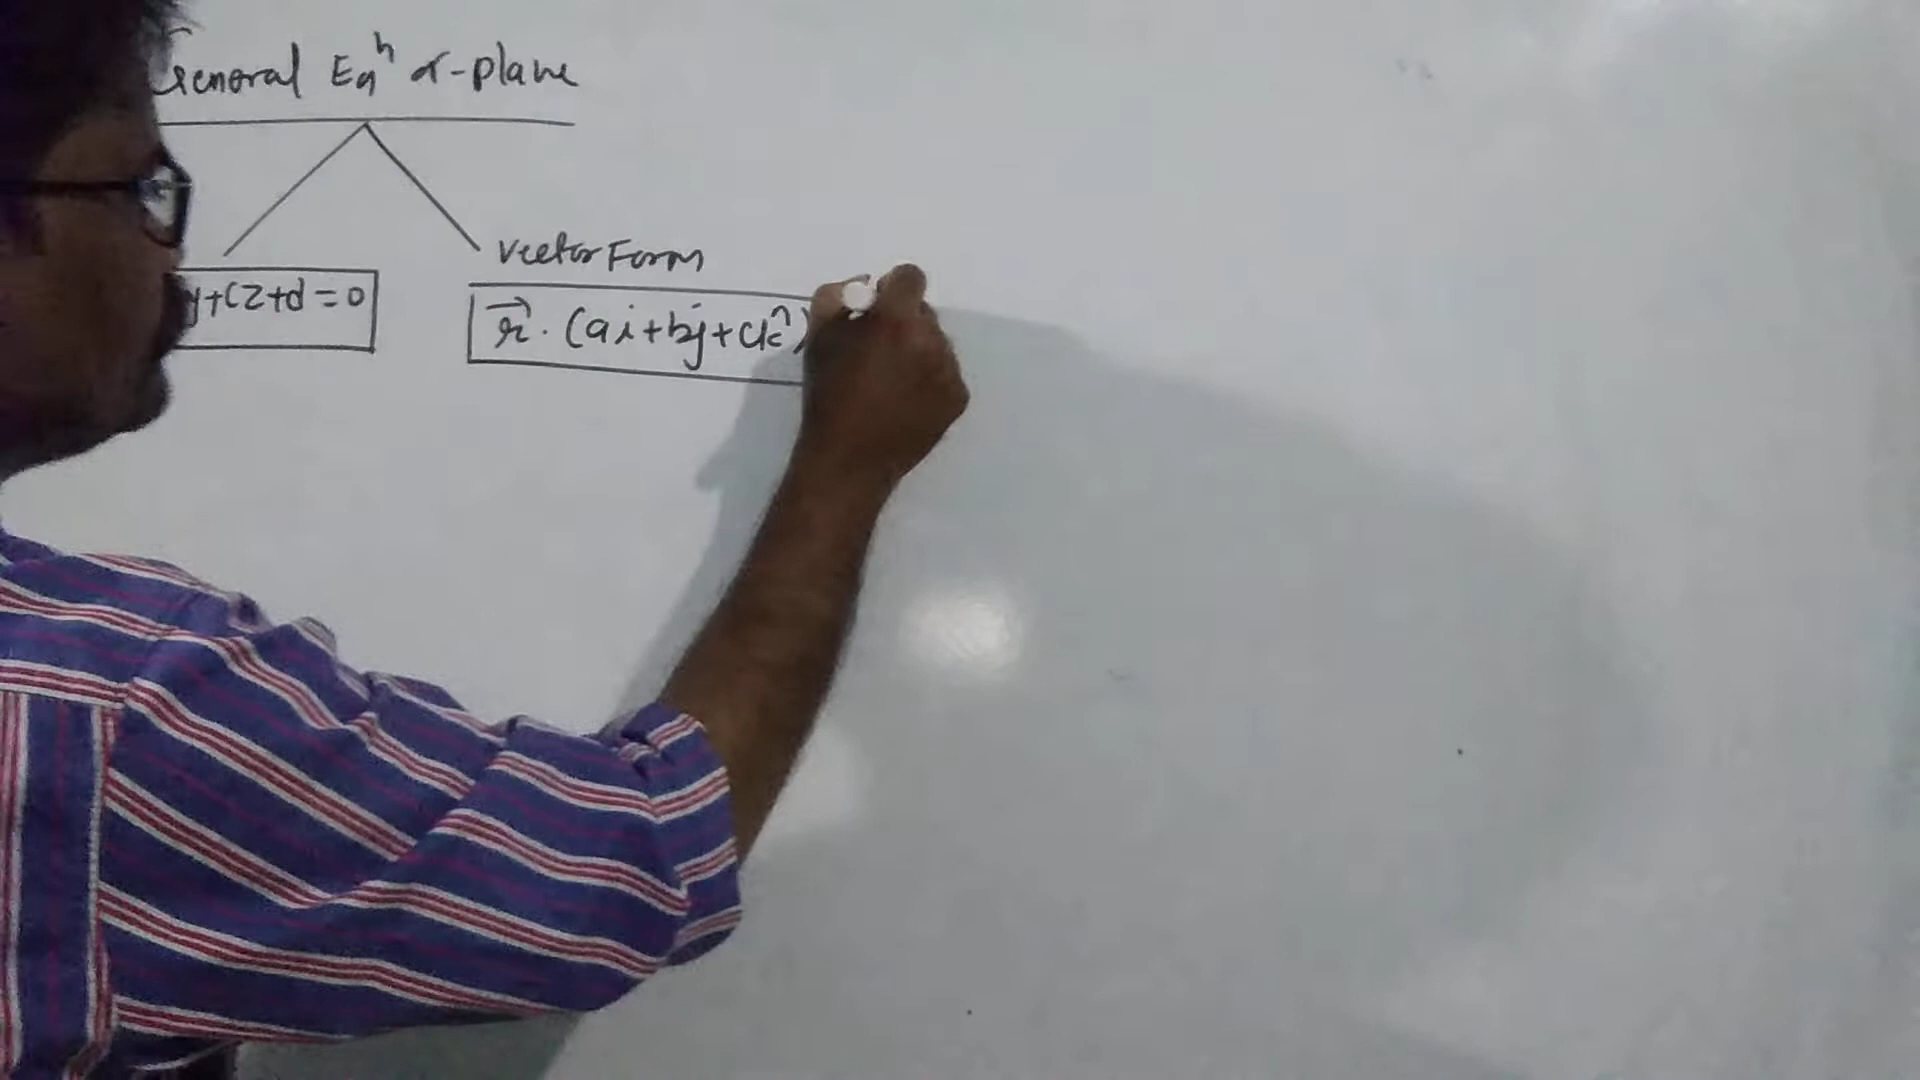 General Eqn of-plane
Vector Form
y+cz+d=0
r⃗.(ai+bj+ck̂)